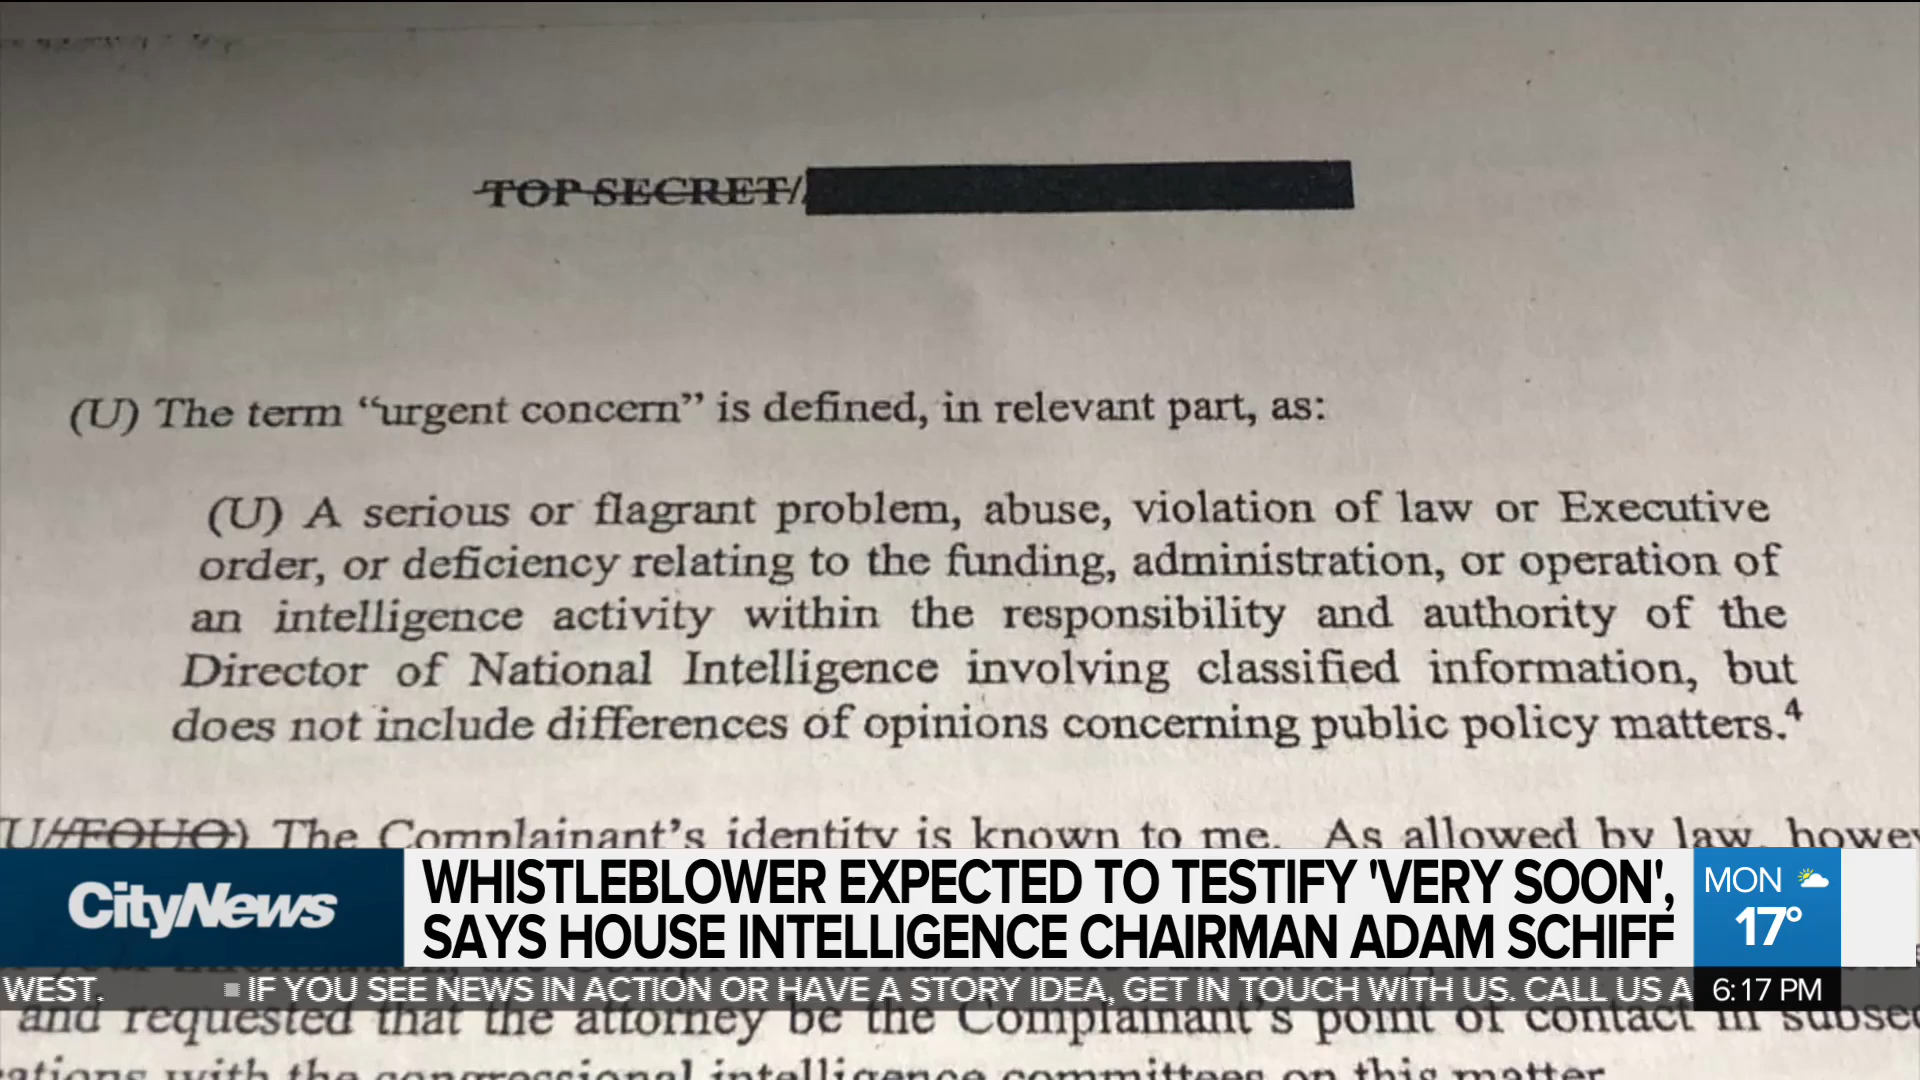 TOP SECRET//
(U) The term “urgent concern” is defined, in relevant part, as:
(U) A serious or flagrant problem, abuse, violation of law or Executive
order, or deficiency relating to the funding, administration, or operation of
an intelligence activity within the responsibility and authority of the
Director of National Intelligence involving classified information, but
does not include differences of opinions concerning public policy matters.⁴
U//FOUO) The Complainant’s identity is known to me. As allowed by law, howev
CityNews
WHISTLEBLOWER EXPECTED TO TESTIFY 'VERY SOON',
SAYS HOUSE INTELLIGENCE CHAIRMAN ADAM SCHIFF
MON
17°
WEST. ▪ IF YOU SEE NEWS IN ACTION OR HAVE A STORY IDEA, GET IN TOUCH WITH US. CALL US A
6:17 PM
and requested that the attorney be the Complainant’s point of contact in subseq
ations with the congressional intelligence committees on this matter